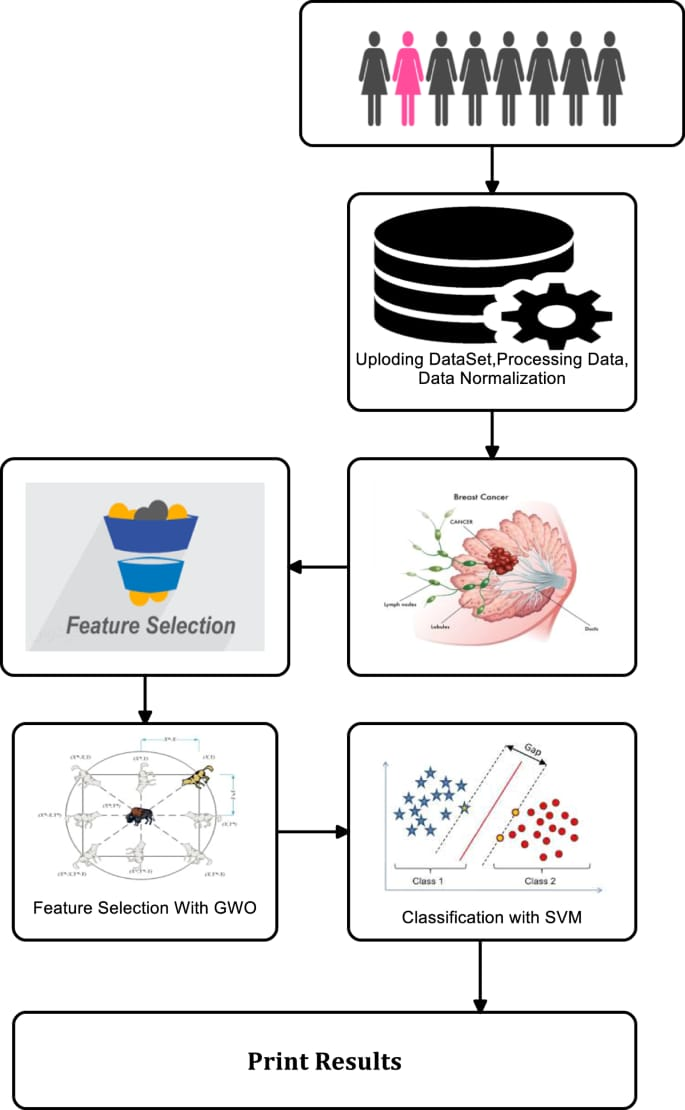 Uploding DataSet,Processing Data,
Data Normalization
Breast Cancer
CANCER
Lymph nodes
Lobules
Ducts
Feature Selection
(X*,Y)
(X,Y)
Feature Selection With GWO
Gap
Class 1
Class 2
Classification with SVM
Print Results